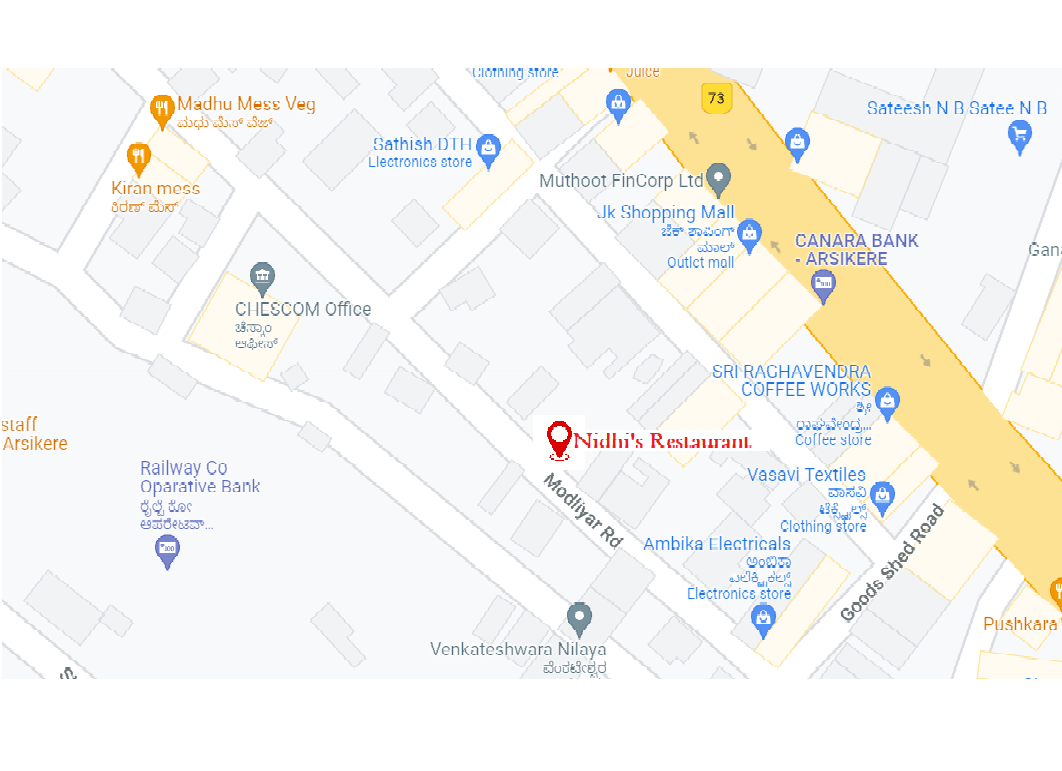 Clothing store
Juice
73
Madhu Mess Veg
ಮಧು ಮೆಸ್ ವೆಜ್
Sateesh N B Satee N B
Sathish DTH
Electronics store
Kiran mess
ಕಿರಣ್ ಮೆಸ್
Muthoot FinCorp Ltd
Jk Shopping Mall
ಜೆಕ್ ಶಾಪಿಂಗ್
ಮಾಲ್
Outlet mall
CANARA BANK
- ARSIKERE
Gana
CHESCOM Office
ಚೆಸ್ಕಾಂ
ಆಫೀಸ್
SRI RAGHAVENDRA
COFFEE WORKS
ಶ್ರೀ
ರಾಘವೇಂದ್ರ...
Coffee store
staff
Arsikere
Nidhi's Restaurant
Railway Co
Oparative Bank
ರೈಲ್ವೆ ಕೋ
ಆಪರೇಟಿವ್...
Modliyar Rd
Vasavi Textiles
ವಾಸವಿ
ಟೆಕ್ಸ್ಟೈಲ್ಸ್
Clothing store
Ambika Electricals
ಅಂಬಿಕಾ
ಎಲೆಕ್ಟ್ರಿಕಲ್ಸ್
Electronics store
Goods Shed Road
Pushkara
Venkateshwara Nilaya
ವೆಂಕಟೇಶ್ವರ